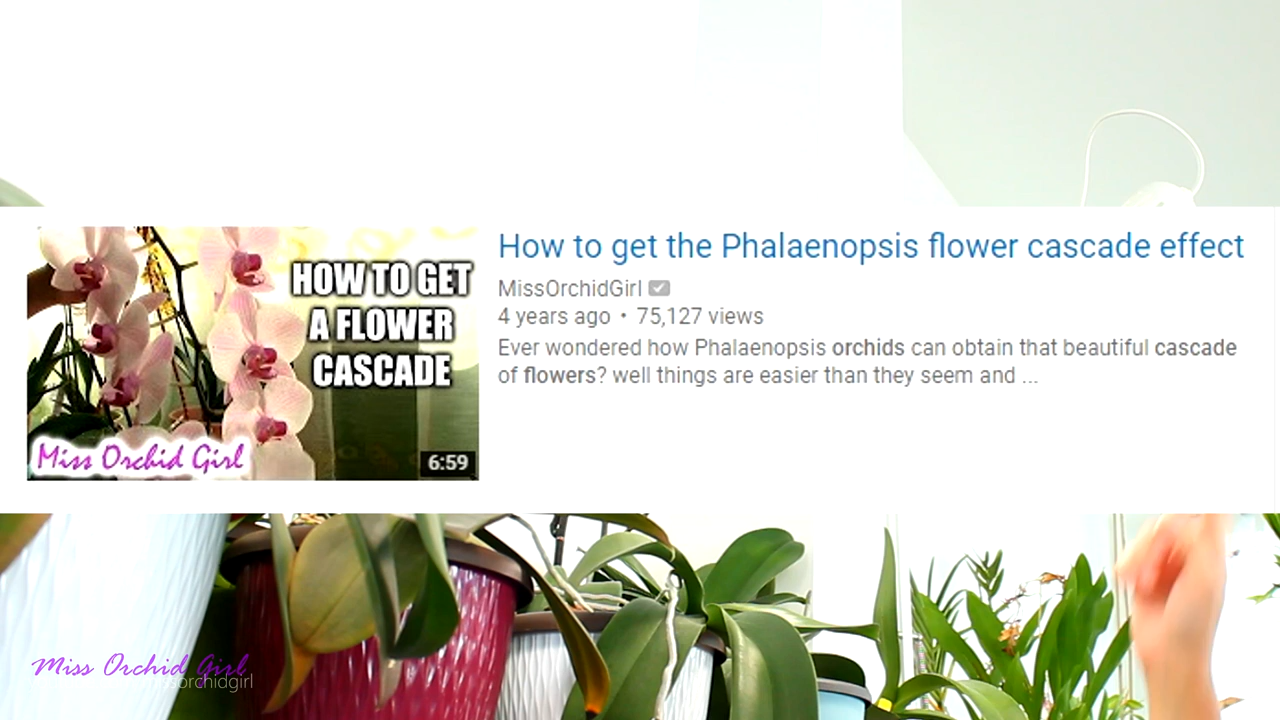 How to get the Phalaenopsis flower cascade effect
HOW TO GET
A FLOWER
CASCADE
Miss Orchid Girl
6:59
MissOrchidGirl
4 years ago • 75,127 views
Ever wondered how Phalaenopsis orchids can obtain that beautiful cascade
of flowers? well things are easier than they seem and ...
Miss Orchid Girl
sorchidgirl